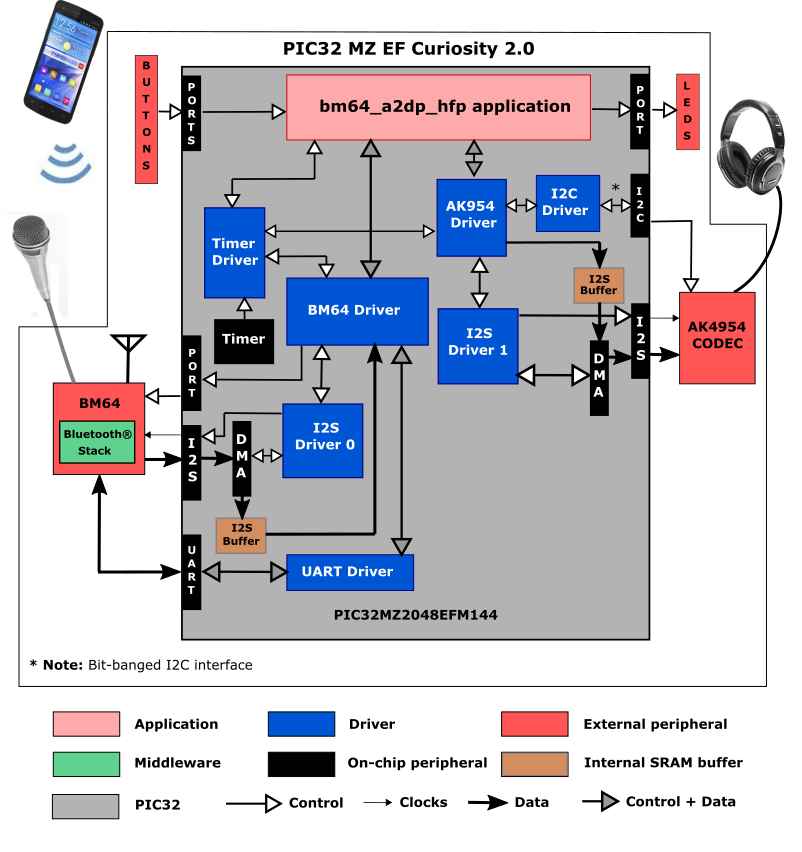 12:56
PIC32 MZ EF Curiosity 2.0
BUTTONS
PORTS
bm64_a2dp_hfp application
PORT
LEDS
Timer
Driver
AK954
Driver
I2C
Driver
*
I2C
I2S
Buffer
BM64 Driver
Timer
I2S
Driver 1
DMA
I2S
AK4954
CODEC
PORT
BM64
Bluetooth®
Stack
I2S
DMA
I2S
Driver 0
I2S
Buffer
UART
UART Driver
PIC32MZ2048EFM144
* Note: Bit-banged I2C interface
Application
Driver
External peripheral
Middleware
On-chip peripheral
Internal SRAM buffer
PIC32
Control
Clocks
Data
Control + Data